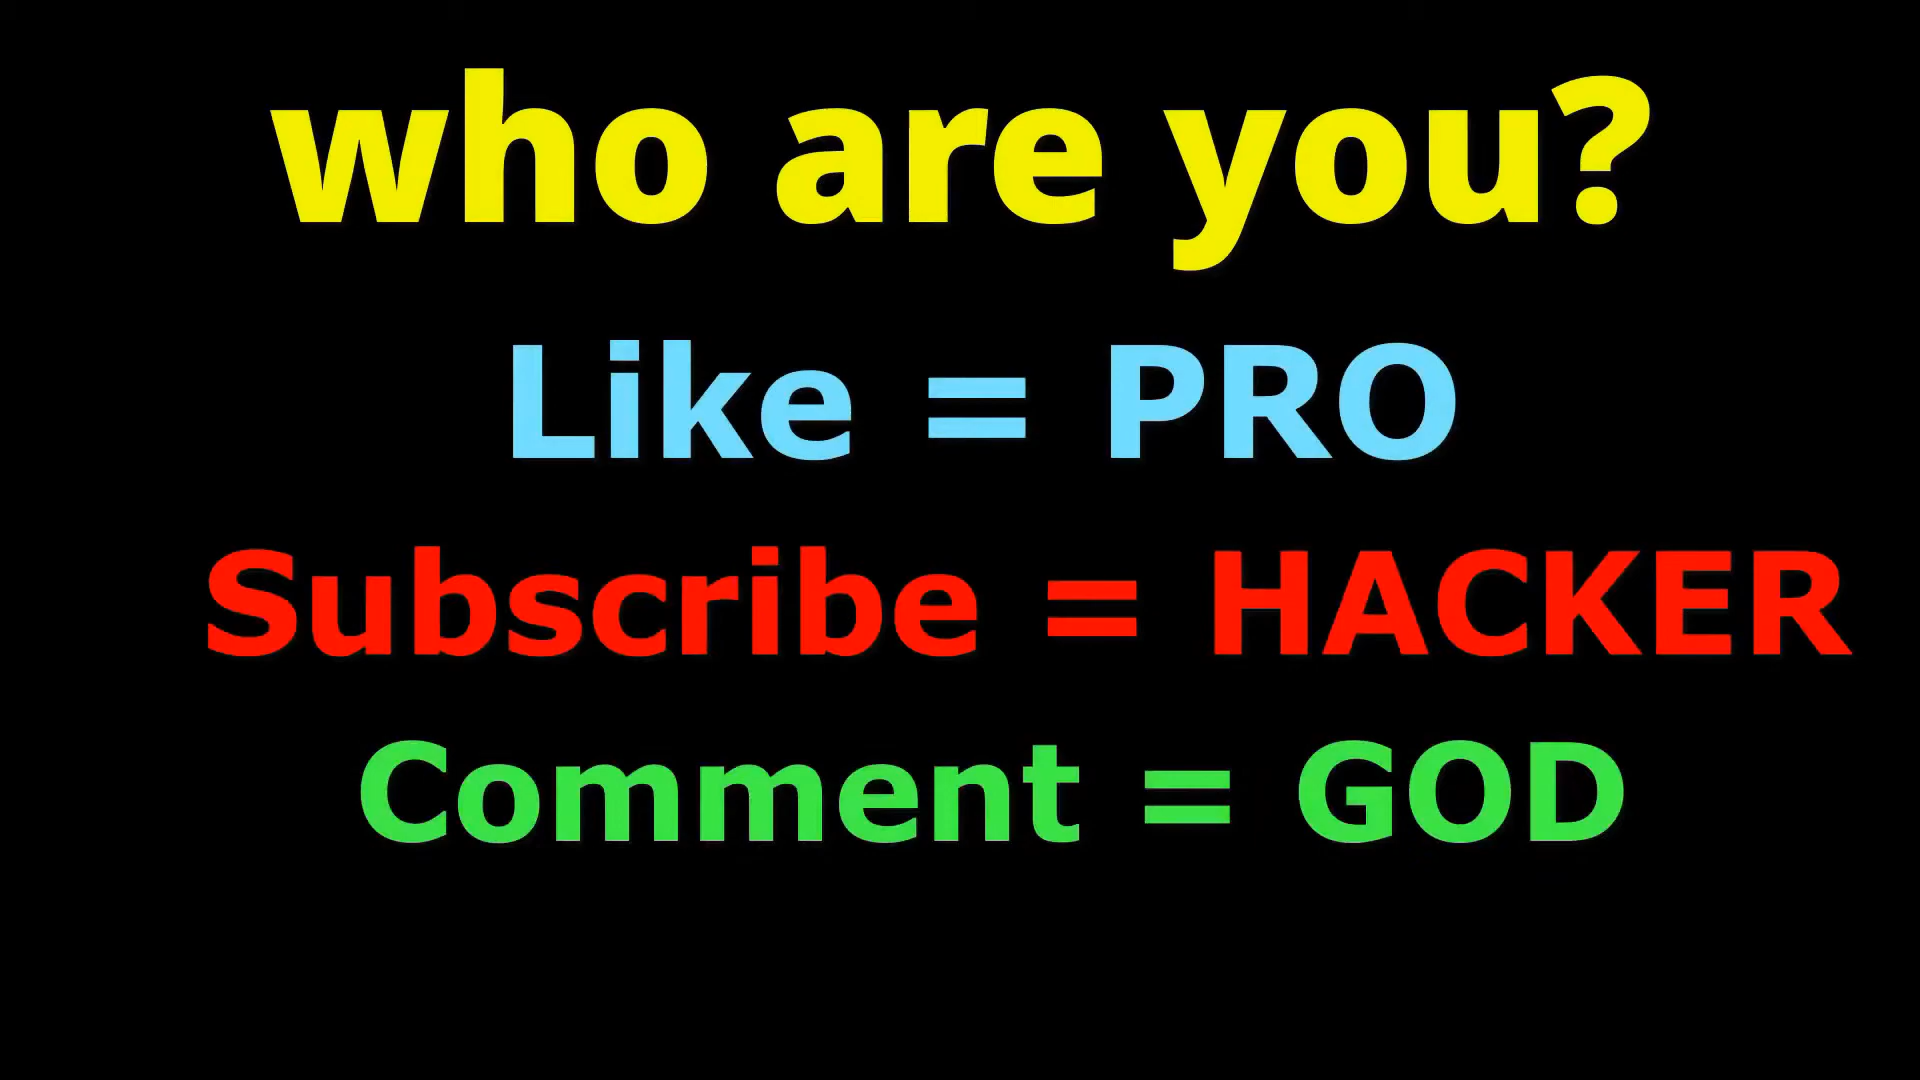 who are you?
Like = PRO
Subscribe = HACKER
Comment = GOD